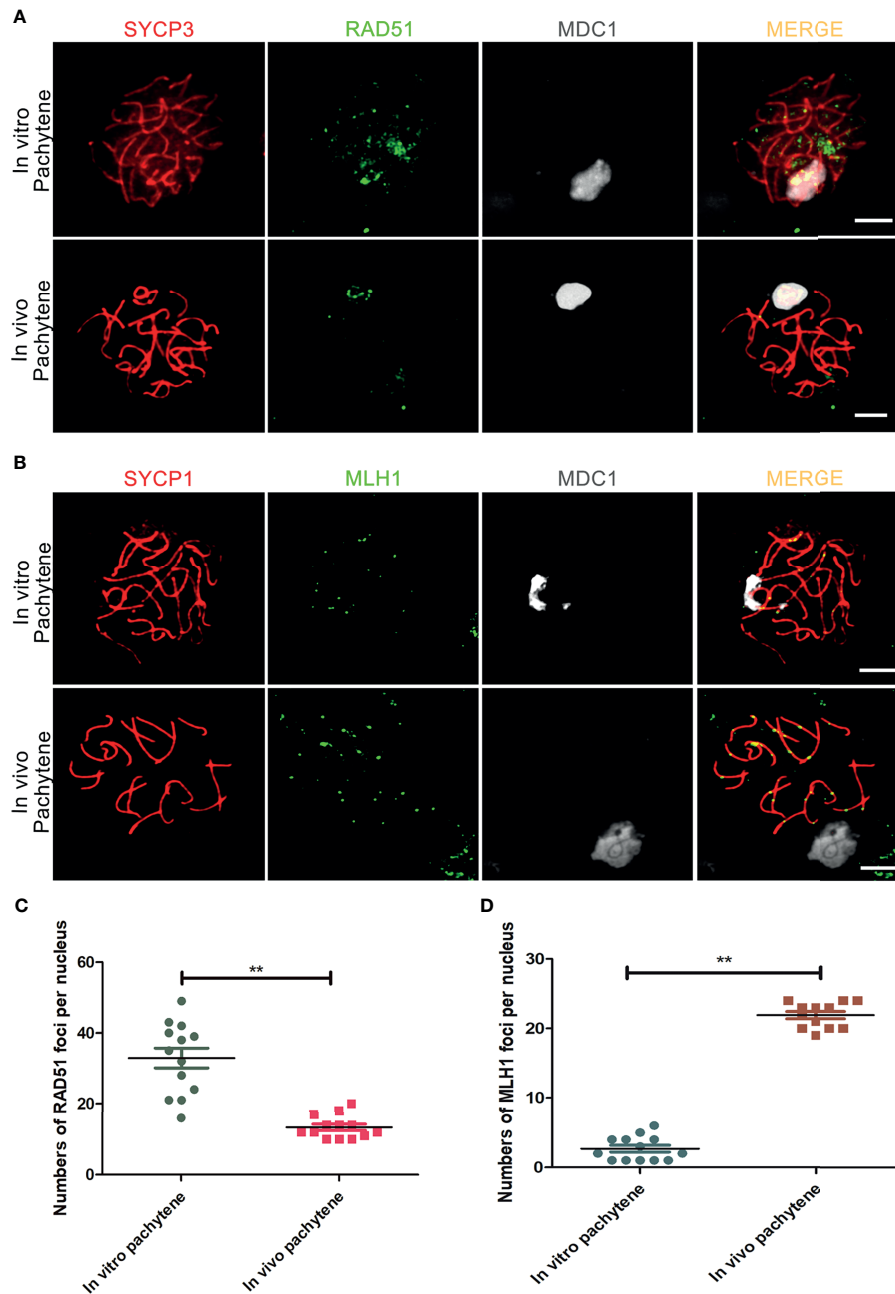 A
SYCP3 RAD51 MDC1 MERGE
In vitro
Pachytene
In vivo
Pachytene
B
SYCP1 MLH1 MDC1 MERGE
In vitro
Pachytene
In vivo
Pachytene
C
Numbers of RAD51 foci per nucleus
60
40
20
0
**
In vitro pachytene
In vivo pachytene
D
Numbers of MLH1 foci per nucleus
30
20
10
0
**
In vitro pachytene
In vivo pachytene